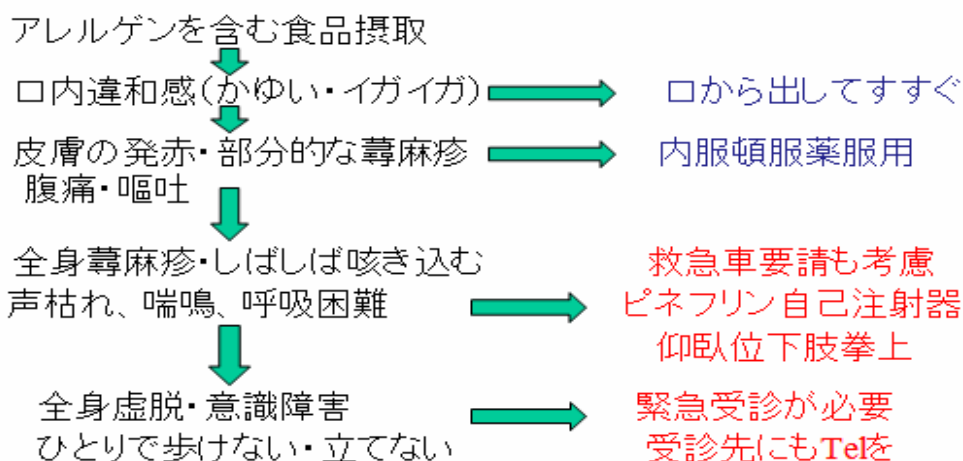 アレルゲンを含む食品摂取
口内違和感(かゆい・イガイガ)
口から出してすすぐ
皮膚の発赤・部分的な蕁麻疹
腹痛・嘔吐
内服頓服薬服用
全身蕁麻疹・しばしば咳き込む
声枯れ、喘鳴、呼吸困難
救急車要請も考慮
ピネフリン自己注射器
仰臥位下肢拳上
全身虚脱・意識障害
ひとりで歩けない・立てない
緊急受診が必要
受診先にもTelを